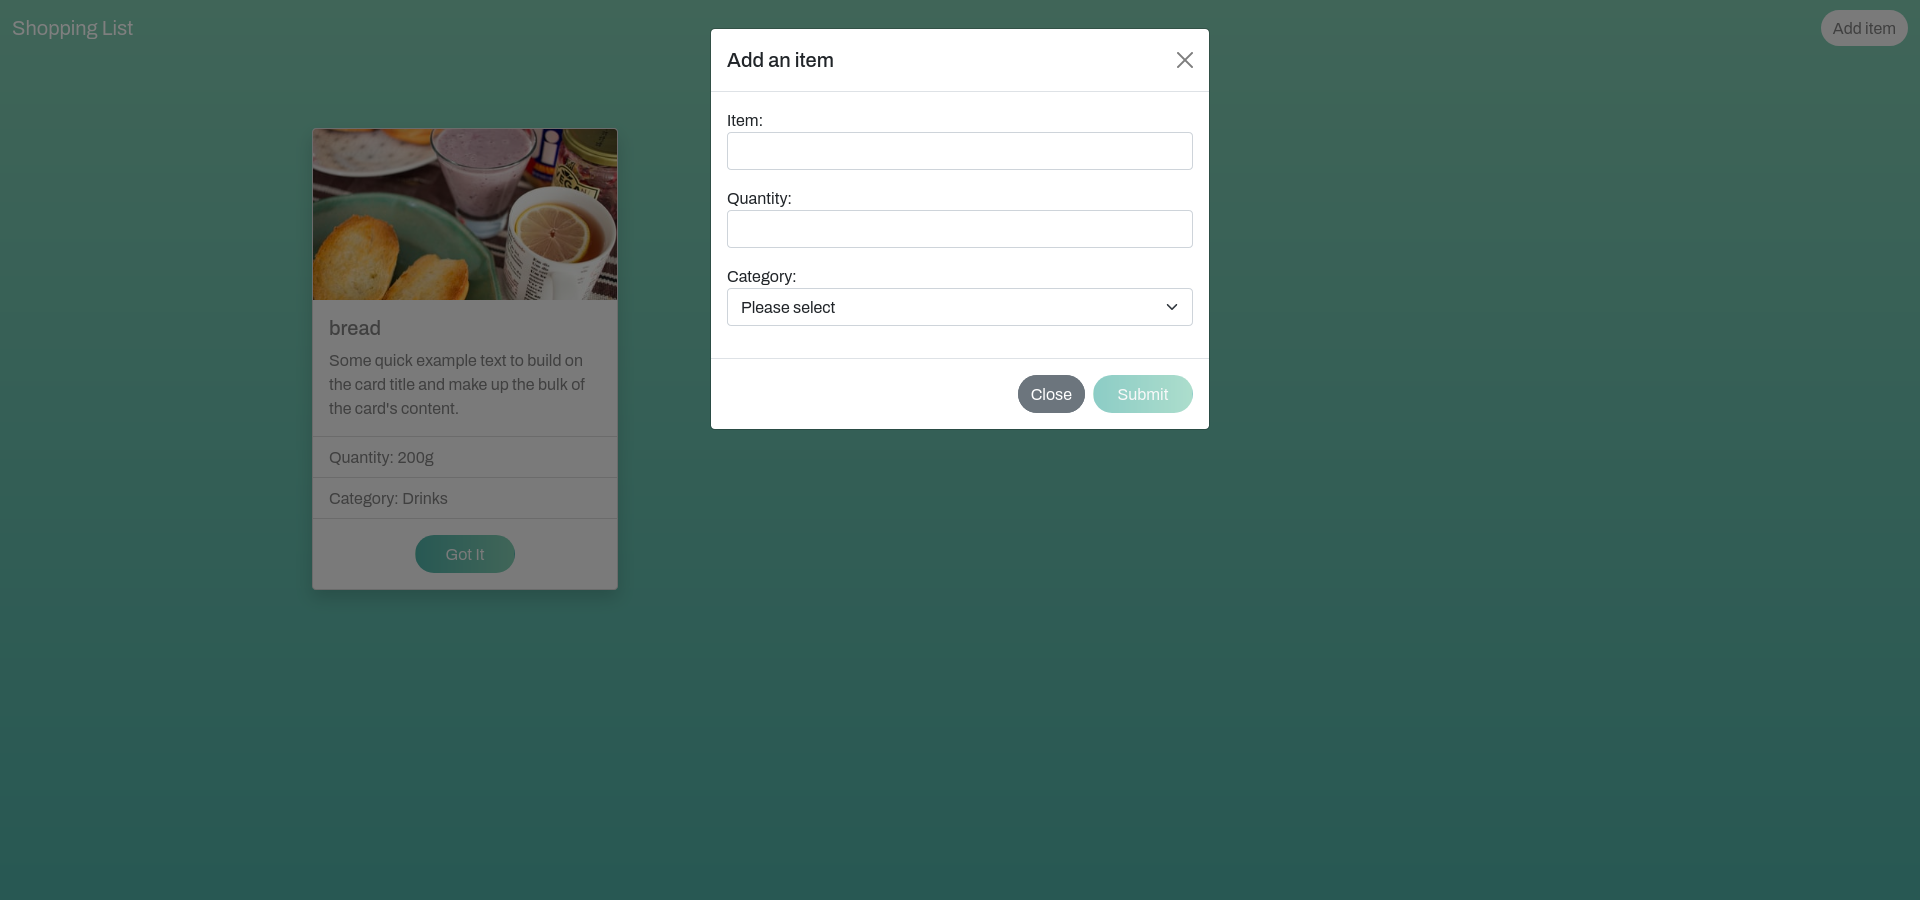 Shopping List
Add item
Add an item
Item:
Quantity:
Category:
Please select
Close
Submit
bread
Some quick example text to build on
the card title and make up the bulk of
the card's content.
Quantity: 200g
Category: Drinks
Got It